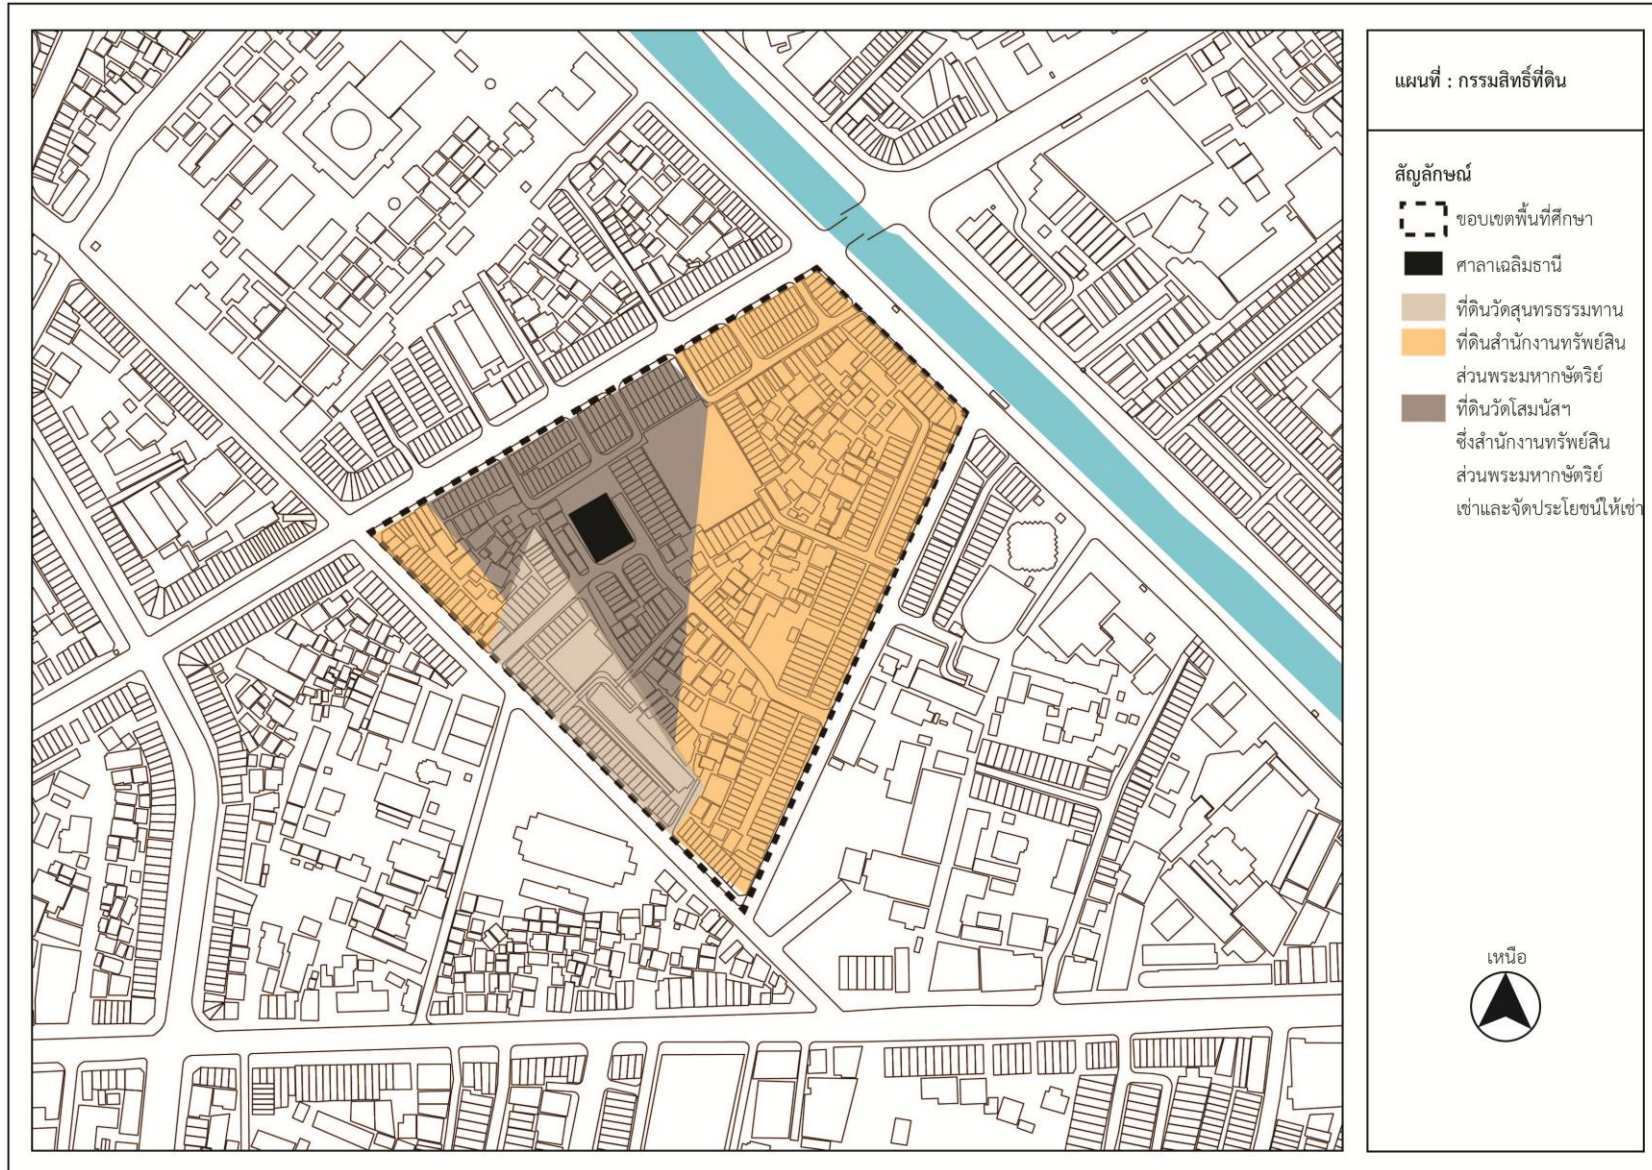 แผนที่ : กรรมสิทธิ์ที่ดิน
สัญลักษณ์
ขอบเขตพื้นที่ศึกษา
ศาลาเฉลิมธานี
ที่ดินวัดสุนทรธรรมทาน
ที่ดินสำนักงานทรัพย์สิน
ส่วนพระมหากษัตริย์
ที่ดินวัดโสมนัสฯ
ซึ่งสำนักงานทรัพย์สิน
ส่วนพระมหากษัตริย์
เช่าและจัดประโยชน์ให้เช่า
เหนือ